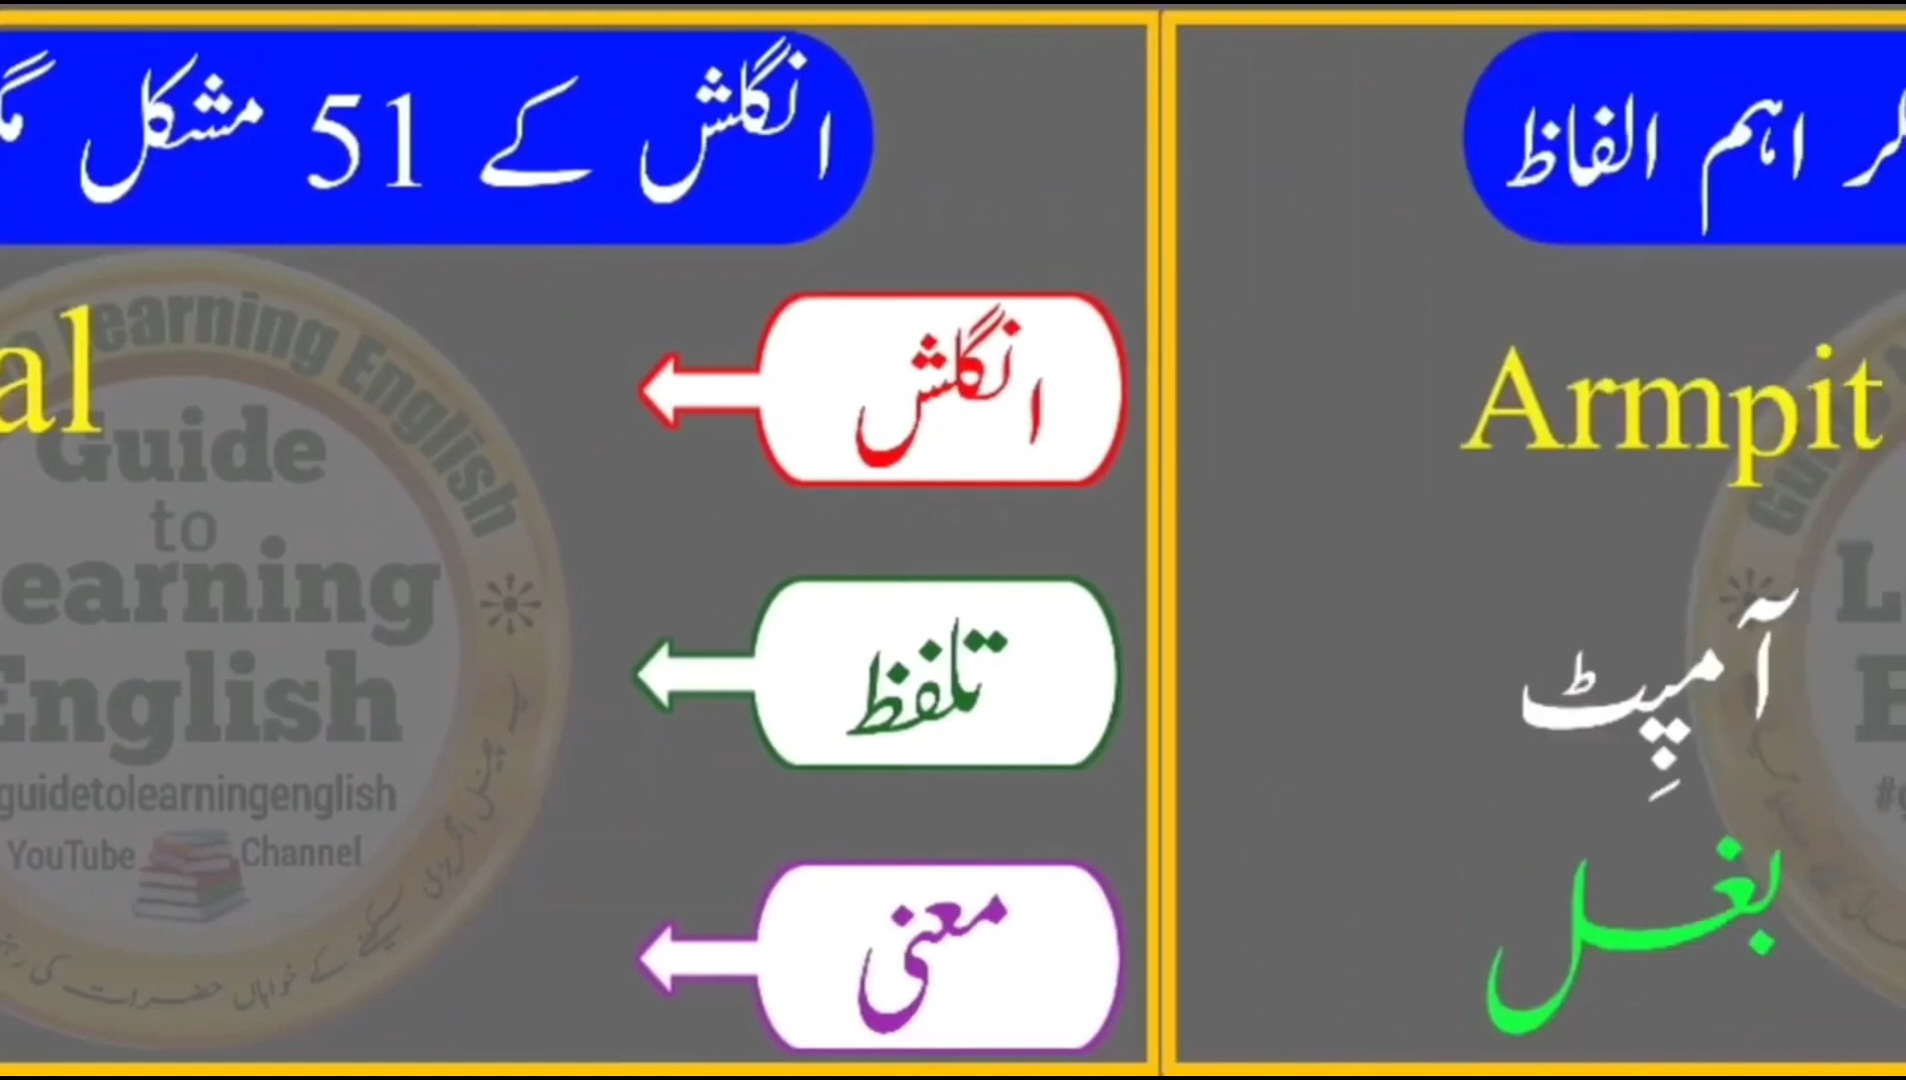 انگلش کے 51 مشکل
اہم الفاظ
al
انگلش
Armpit
تلفظ
آمپِٹ
معنی
بغل
Learning English
Guide
to
earning
English
guidetolearningenglish
YouTube Channel